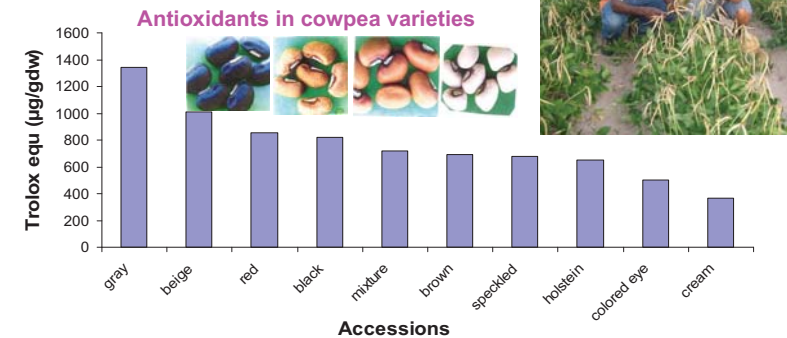 Antioxidants in cowpea varieties
Trolox equ (µg/gdw)
1600
1400
1200
1000
800
600
400
200
0
gray
beige
red
black
mixture
brown
speckled
holstein
colored eye
cream
Accessions